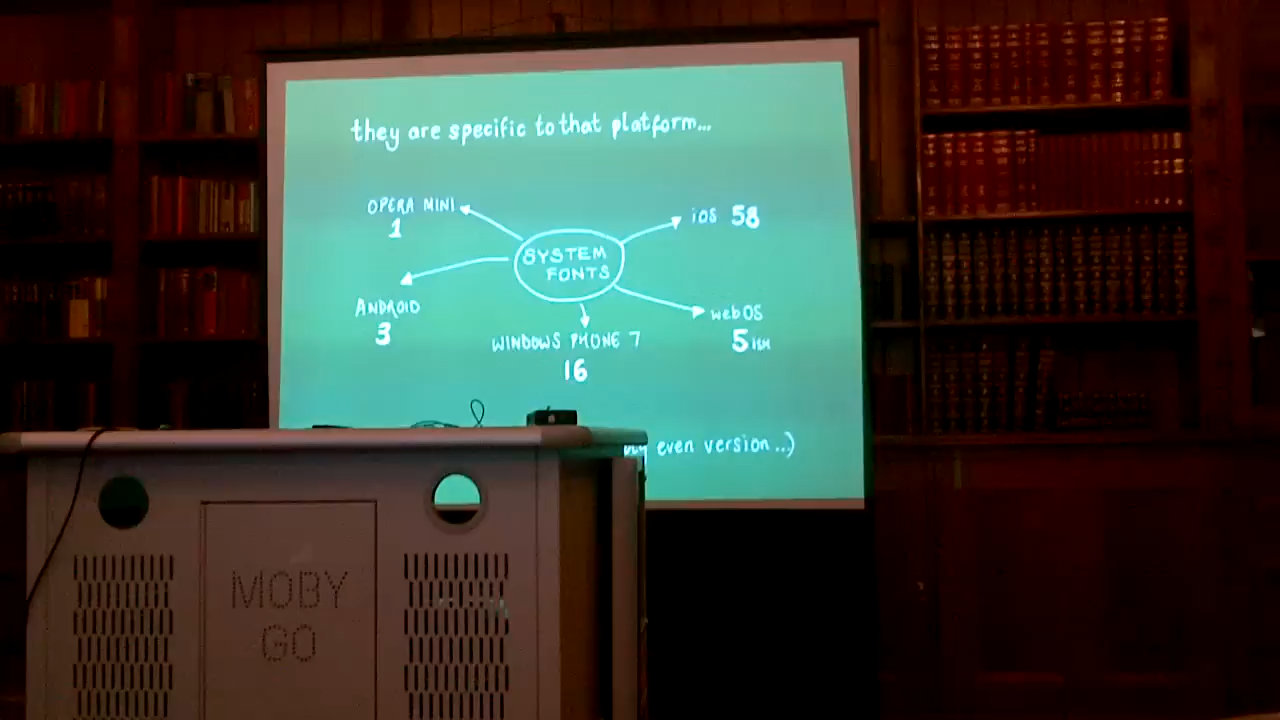 they are specific to that platform...
OPERA MINI
1
iOS 58
SYSTEM
FONTS
ANDROID
3
webOS
5ish
WINDOWS PHONE 7
16
even version...)
MOBY
GO